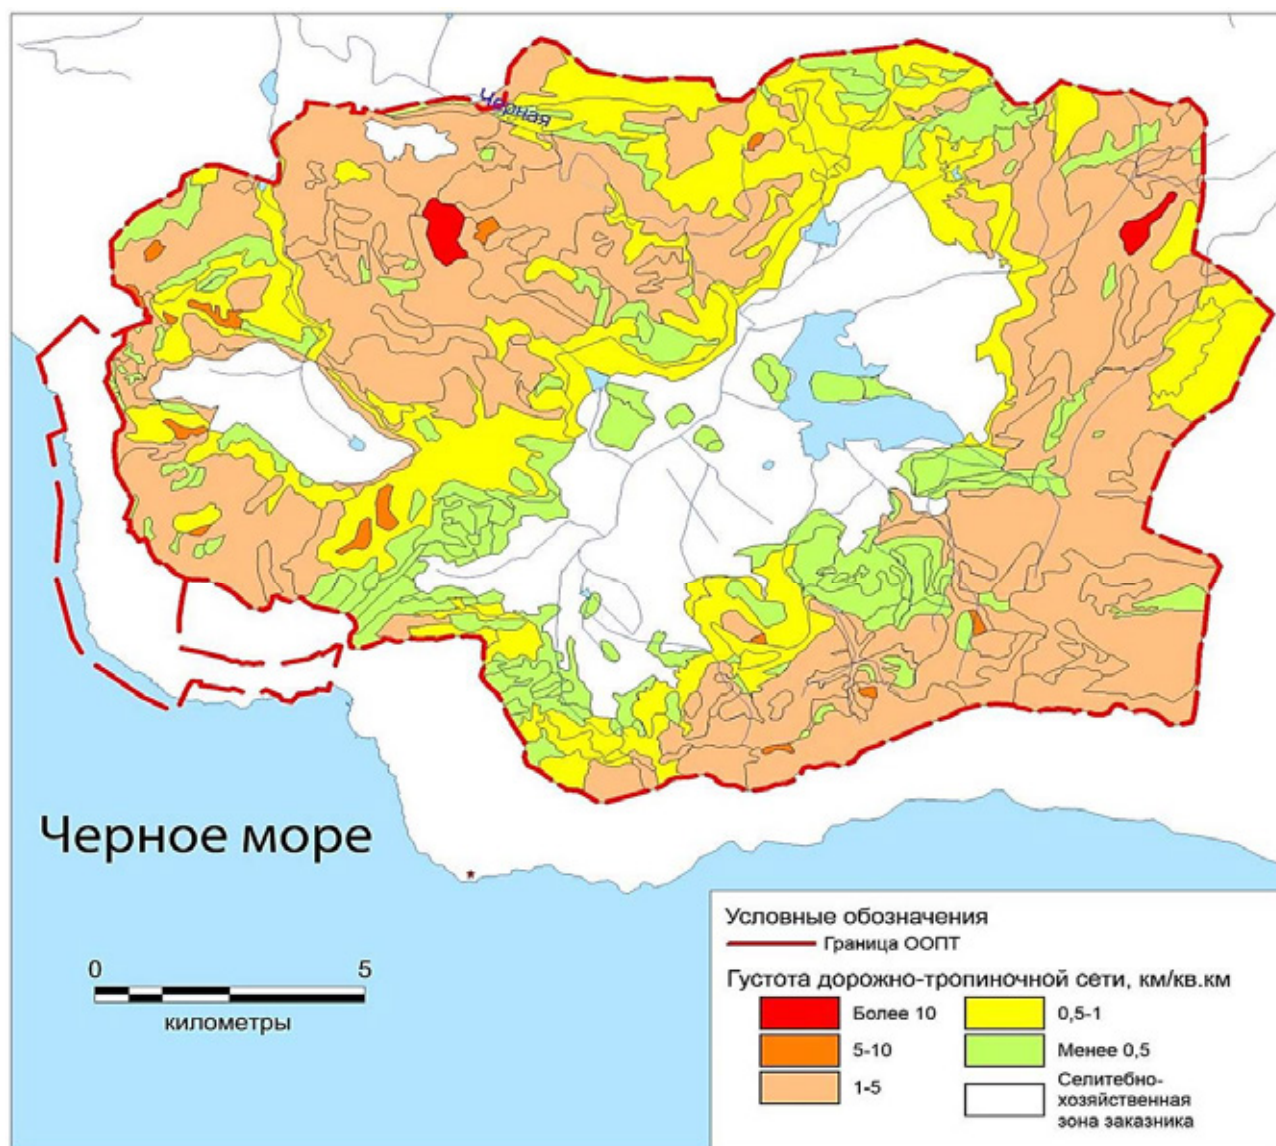 Черная
Черное море
0 5
километры
Условные обозначения
Граница ООПТ
Густота дорожно-тропиночной сети, км/кв.км
Более 10
5-10
1-5
0,5-1
Менее 0,5
Селитебно-
хозяйственная
зона заказника